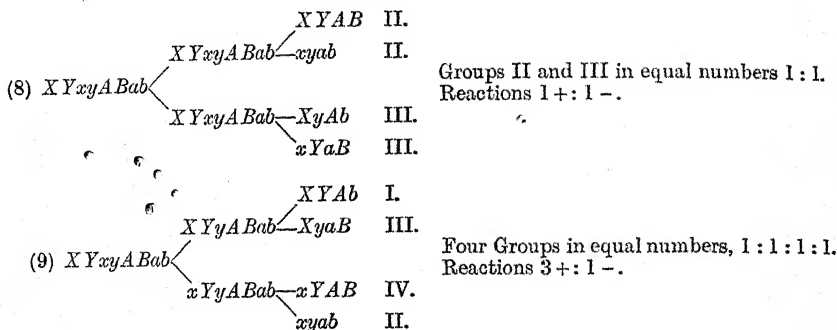 XYAB II.
XYxyABab xyab II.
(8) XYxyABab
Groups II and III in equal numbers 1 : 1.
Reactions 1 + : 1 -.
XYxyABab XyAb III.
xYaB III.
XYAb I.
XYyABab XyaB III.
(9) XYxyABab
Four Groups in equal numbers, 1 : 1 : 1 : 1.
Reactions 3 + : 1 -.
xYyABab xYAB IV.
xyab II.